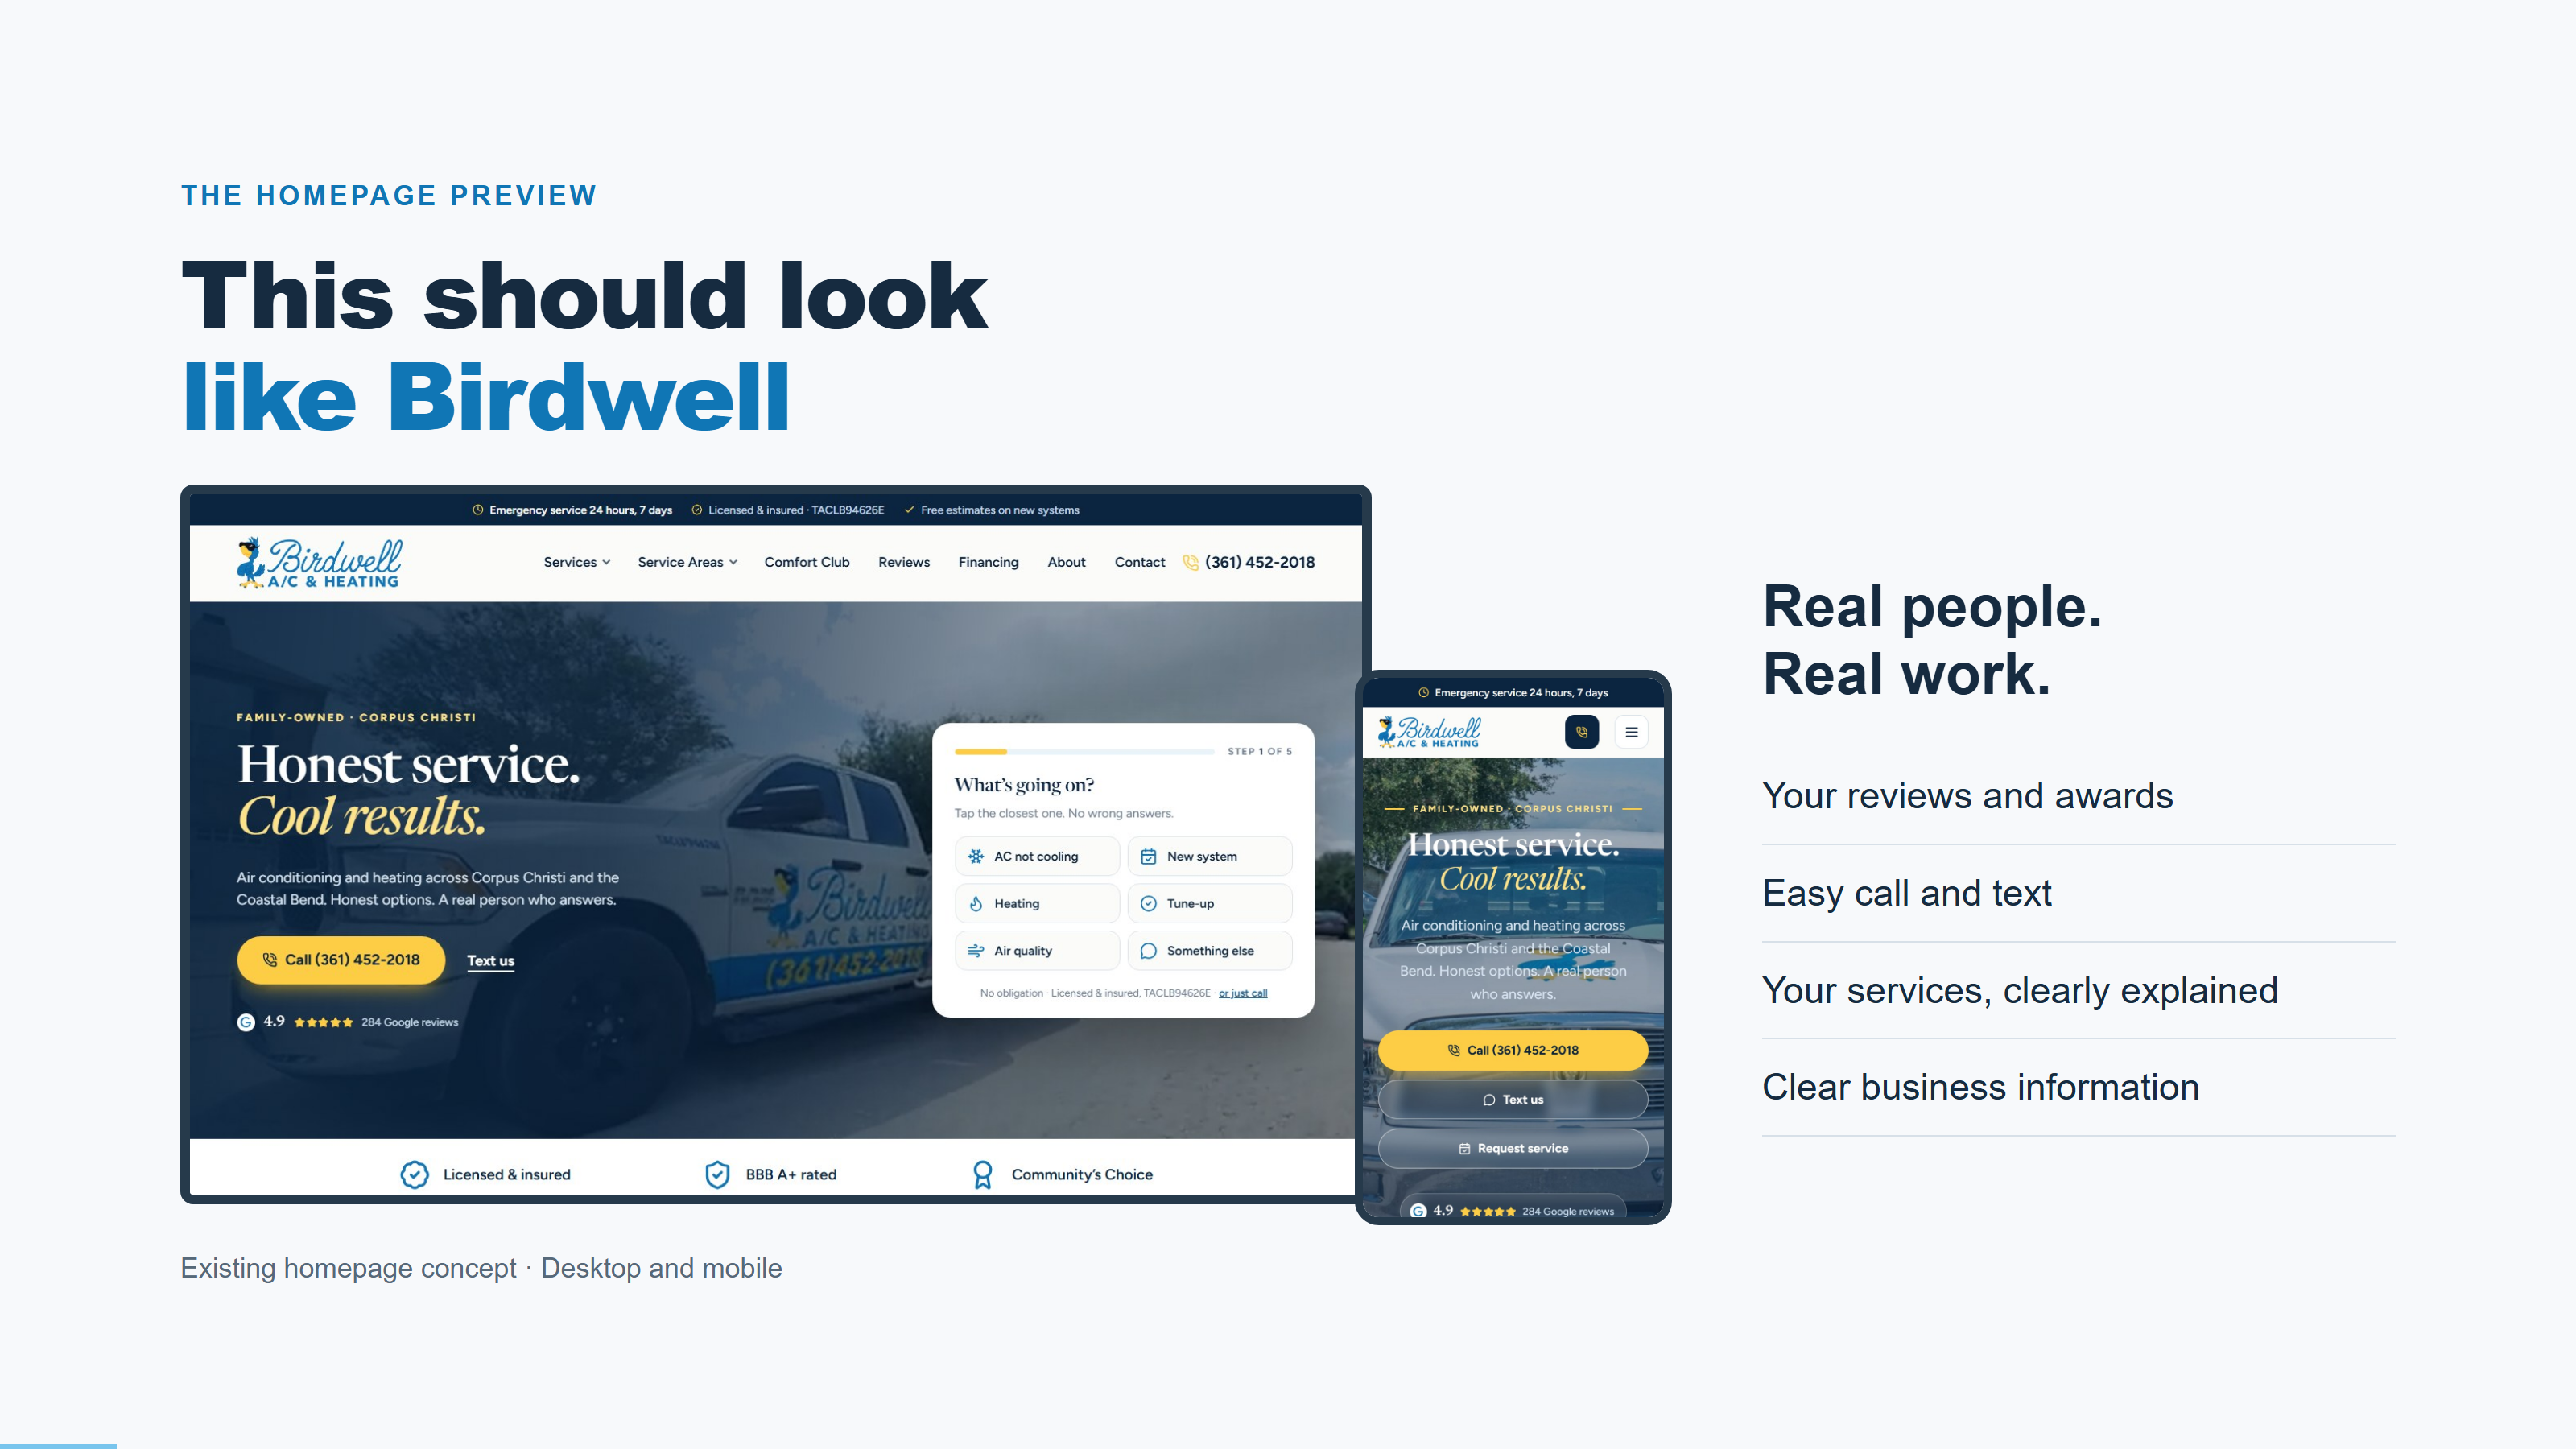 THE HOMEPAGE PREVIEW
This should look
like Birdwell
Emergency service 24 hours, 7 days
Licensed & insured · TACLB94626E
Free estimates on new systems
Birdwell
A/C & HEATING
Services
Service Areas
Comfort Club
Reviews
Financing
About
Contact
(361) 452-2018
FAMILY-OWNED · CORPUS CHRISTI
Honest service.
Cool results.
Air conditioning and heating across Corpus Christi and the
Coastal Bend. Honest options. A real person who answers.
Call (361) 452-2018
Text us
4.9
284 Google reviews
Birdwell
A/C & HEATING
(361)452-2018
STEP 1 OF 5
What's going on?
Tap the closest one. No wrong answers.
AC not cooling
New system
Heating
Tune-up
Air quality
Something else
No obligation · Licensed & insured, TACLB94626E · or just call
Licensed & insured
BBB A+ rated
Community's Choice
Emergency service 24 hours, 7 days
Birdwell
A/C & HEATING
FAMILY-OWNED · CORPUS CHRISTI
Honest service.
Cool results.
Air conditioning and heating across
Corpus Christi and the Coastal
Bend. Honest options. A real person
who answers.
Call (361) 452-2018
Text us
Request service
G 4.9
284 Google reviews
Existing homepage concept · Desktop and mobile
Real people.
Real work.
Your reviews and awards
Easy call and text
Your services, clearly explained
Clear business information